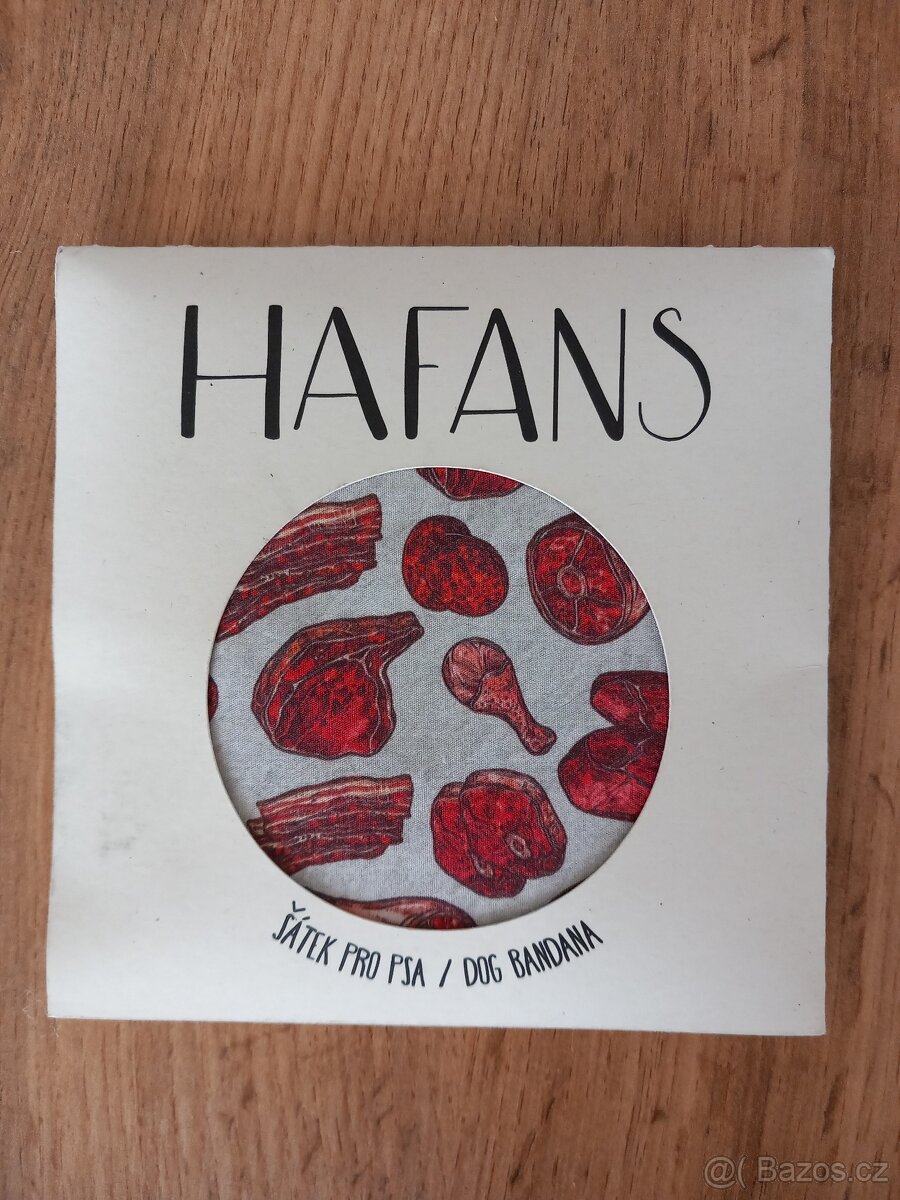 HAFANS
ŠÁTEK PRO PSA / DOG BANDANA
@( Bazos.cz